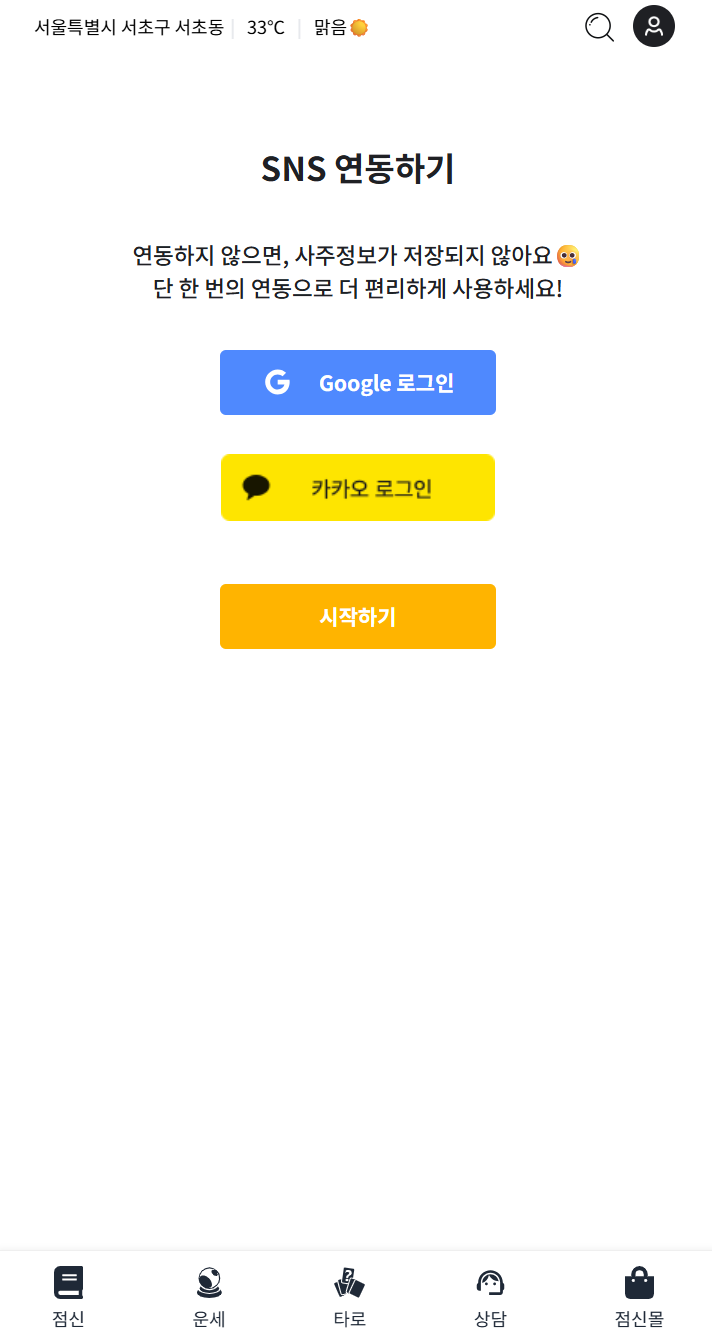 서울특별시 서초구 서초동 | 33℃ | 맑음
SNS 연동하기
연동하지 않으면, 사주정보가 저장되지 않아요
단 한 번의 연동으로 더 편리하게 사용하세요!
Google 로그인
카카오 로그인
시작하기
점신 운세 타로 상담 점신몰